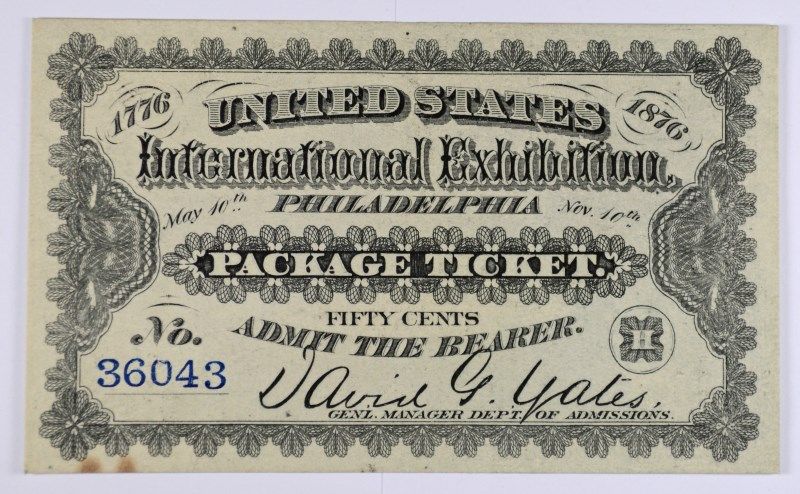 1776 UNITED STATES 1876
International Exhibition,
May 10th PHILADELPHIA Nov. 10th
PACKAGE TICKET.
FIFTY CENTS
No. ADMIT THE BEARER. H
36043
David G. Yates,
GENL. MANAGER DEPT. OF ADMISSIONS.